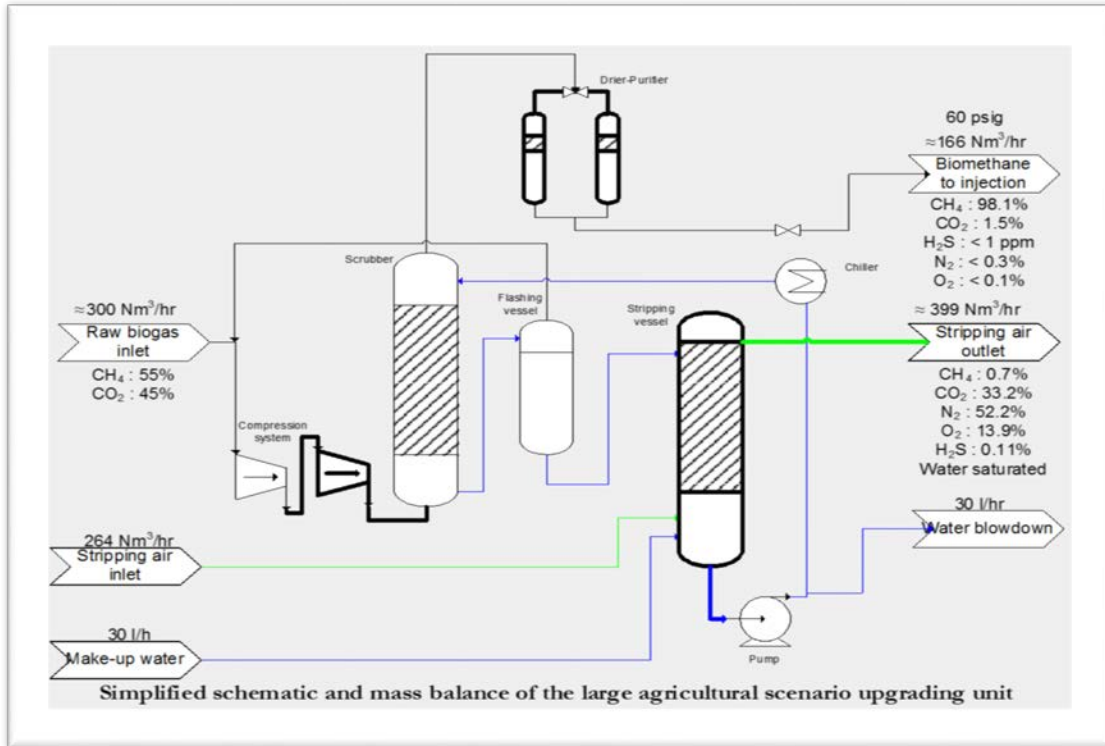 Drier-Purifier
60 psig
≈166 Nm³/hr
Biomethane
to injection
CH₄ : 98.1%
CO₂ : 1.5%
H₂S : < 1 ppm
N₂ : < 0.3%
O₂ : < 0.1%
Scrubber
Chiller
Flashing
vessel
Stripping
vessel
≈300 Nm³/hr
Raw biogas
inlet
CH₄ : 55%
CO₂ : 45%
≈ 399 Nm³/hr
Stripping air
outlet
CH₄ : 0.7%
CO₂ : 33.2%
N₂ : 52.2%
O₂ : 13.9%
H₂S : 0.11%
Water saturated
Compression
system
30 l/hr
Water blowdown
264 Nm³/hr
Stripping air
inlet
30 l/h
Make-up water
Pump
Simplified schematic and mass balance of the large agricultural scenario upgrading unit